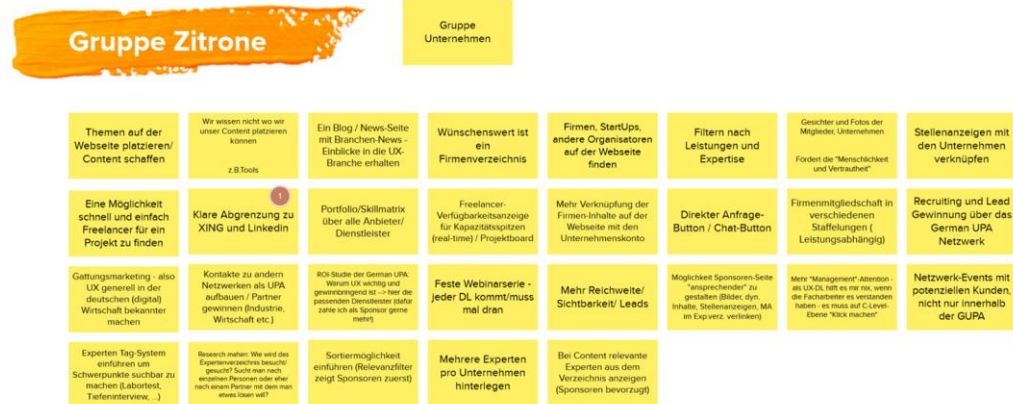 Gruppe Zitrone
Gruppe
Unternehmen
Themen auf der
Webseite platzieren/
Content schaffen
Wir wissen nicht wo wir
unser Content platzieren
können
z.B.Tools
Ein Blog / News-Seite
mit Branchen-News -
Einblicke in die UX-
Branche erhalten
Wünschenswert ist
ein
Firmenverzeichnis
Firmen, StartUps,
andere Organisatoren
auf der Webseite
finden
Filtern nach
Leistungen und
Expertise
Gesichter und Fotos der
Mitglieder, Unternehmen
Fördert die "Menschlichkeit
und Vertrautheit"
Stellenanzeigen mit
den Unternehmen
verknüpfen
Eine Möglichkeit
schnell und einfach
Freelancer für ein
Projekt zu finden
1
Klare Abgrenzung zu
XING und Linkedin
Portfolio/Skillmatrix
über alle Anbieter/
Dienstleister
Freelancer-
Verfügbarkeitsanzeige
für Kapazitätsspitzen
(real-time) / Projektboard
Mehr Verknüpfung der
Firmen-Inhalte auf der
Webseite mit den
Unternehmenskonto
Direkter Anfrage-
Button / Chat-Button
Firmenmitgliedschaft in
verschiedenen
Staffelungen (
Leistungsabhängig)
Recruiting und Lead
Gewinnung über das
German UPA
Netzwerk
Gattungsmarketing - also
UX generell in der
deutschen (digital)
Wirtschaft bekannter
machen
Kontakte zu andern
Netzwerken als UPA
aufbauen / Partner
gewinnen (Industrie,
Wirtschaft etc.)
ROI-Studie der German UPA:
Warum UX wichtig und
gewinnbringend ist --> hier die
passenden Dienstleister (dafür
zahle ich als Sponsor gerne
mehr!)
Feste Webinarserie -
jeder DL kommt/muss
mal dran
Mehr Reichweite/
Sichtbarkeit/ Leads
Möglichkeit Sponsoren-Seite
"ansprechender" zu
gestalten (Bilder, dyn.
Inhalte, Stellenanzeigen, MA
im Exp.verz. verlinken)
Mehr "Management"-Attention -
als UX-DL hilft es mir nix, wenn
die Facharbeiter es verstanden
haben - es muss auf C-Level-
Ebene "Klick machen"
Netzwerk-Events mit
potenziellen Kunden,
nicht nur innerhalb
der GUPA
Experten Tag-System
einführen um
Schwerpunkte suchbar zu
machen (Labortest,
Tiefeninterview, ...)
Research mahen: Wie wird das
Expertenverzeichnis besucht/
gesucht? Sucht man nach
einzelnen Personen oder eher
nach einem Partner mit dem man
etwas lösen will?
Sortiermöglichkeit
einführen (Relevanzfilter
zeigt Sponsoren zuerst)
Mehrere Experten
pro Unternehmen
hinterlegen
Bei Content relevante
Experten aus dem
Verzeichnis anzeigen
(Sponsoren bevorzugt)